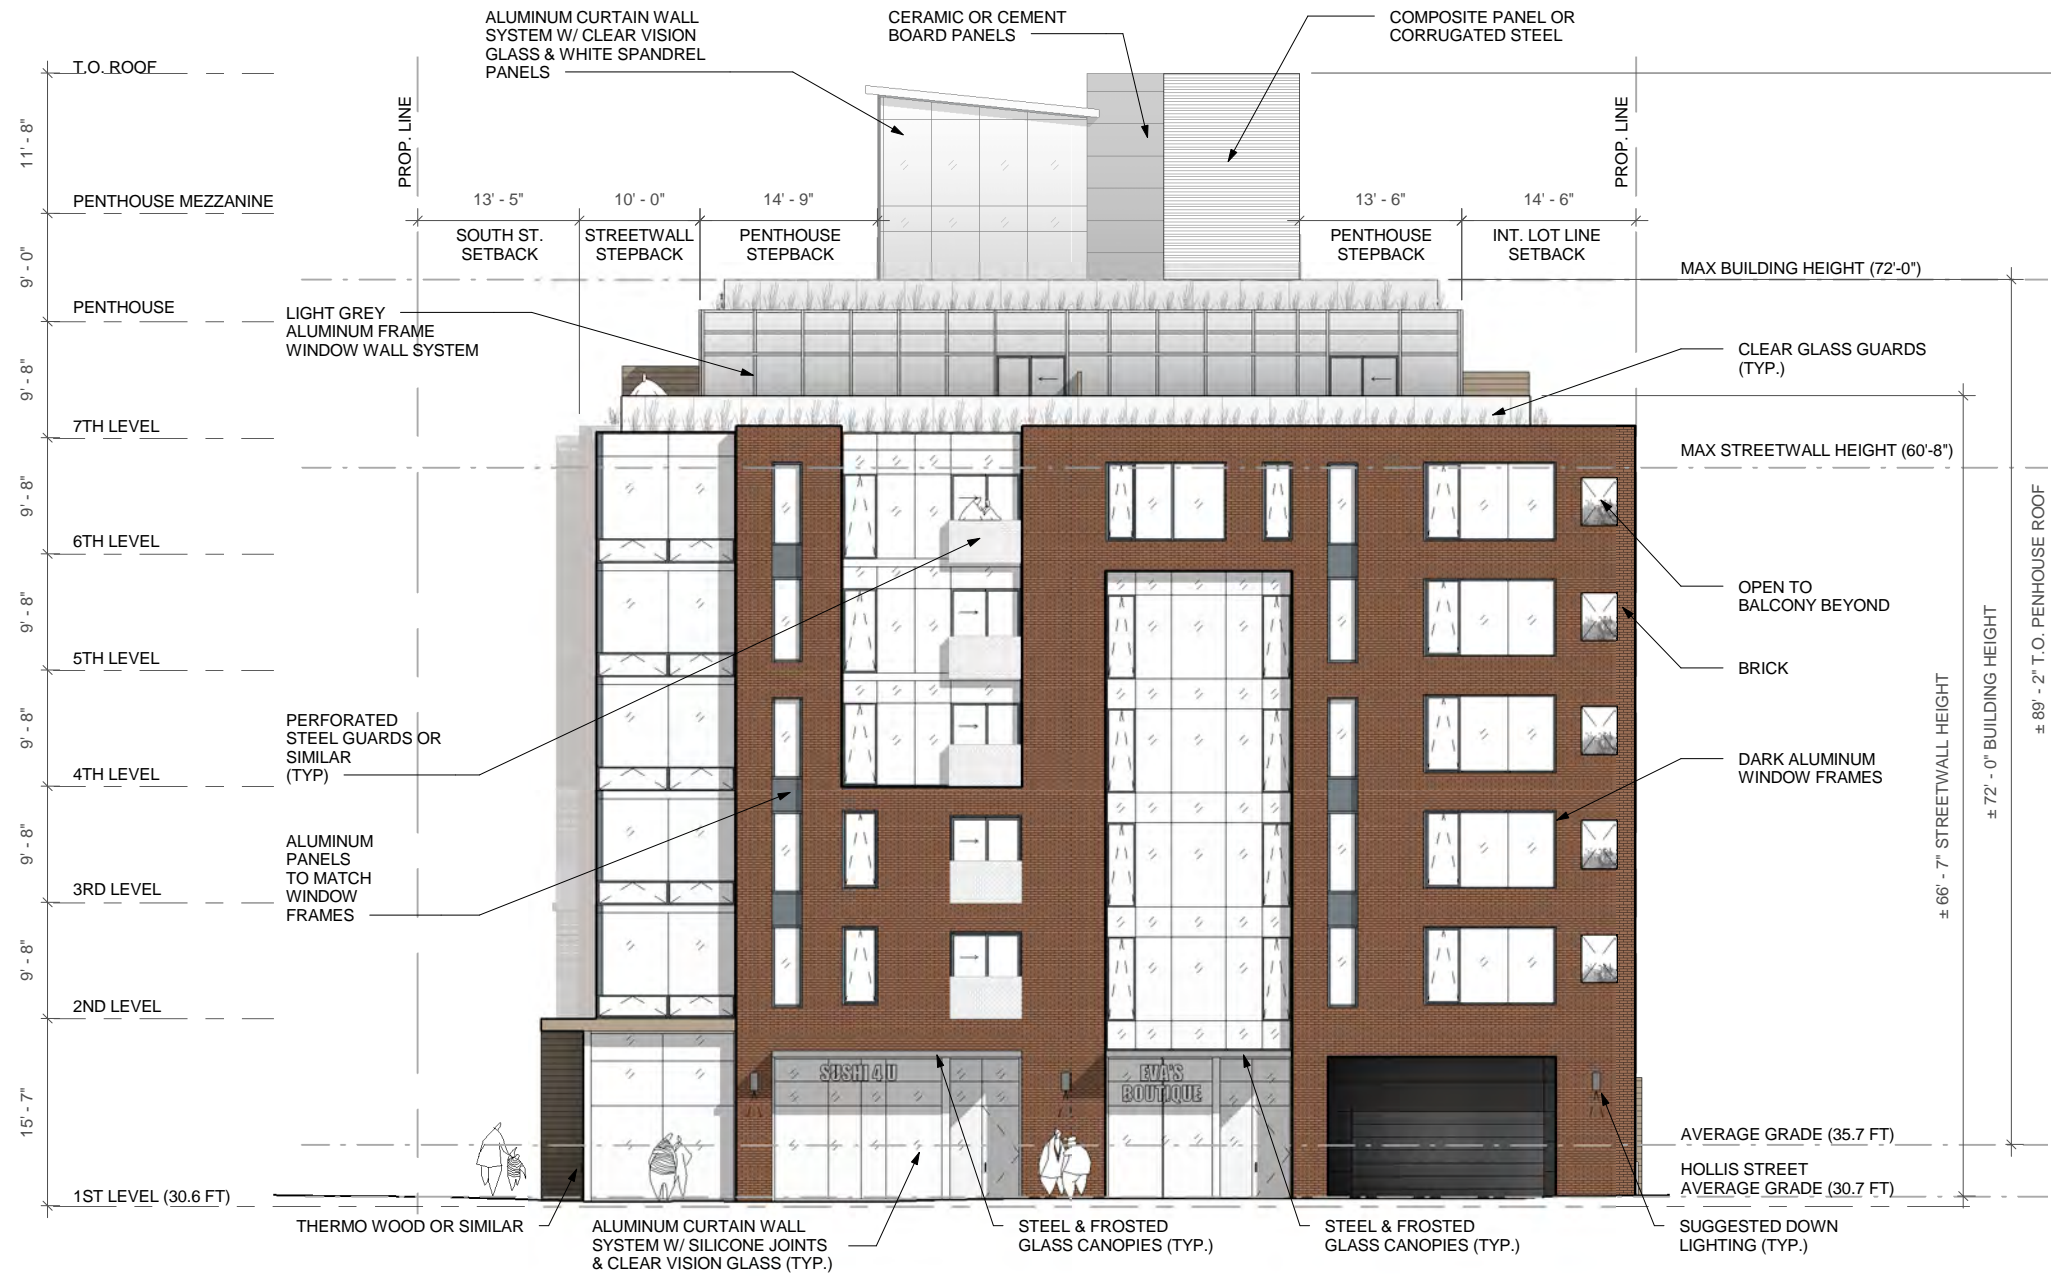 ALUMINUM CURTAIN WALL
SYSTEM W/ CLEAR VISION
GLASS & WHITE SPANDREL
PANELS
CERAMIC OR CEMENT
BOARD PANELS
COMPOSITE PANEL OR
CORRUGATED STEEL
T.O. ROOF
11' - 8"
PROP. LINE
PROP. LINE
PENTHOUSE MEZZANINE
13' - 5"
10' - 0"
14' - 9"
13' - 6"
14' - 6"
SOUTH ST.
SETBACK
STREETWALL
STEPBACK
PENTHOUSE
STEPBACK
PENTHOUSE
STEPBACK
INT. LOT LINE
SETBACK
9' - 0"
MAX BUILDING HEIGHT (72'-0")
PENTHOUSE
LIGHT GREY
ALUMINUM FRAME
WINDOW WALL SYSTEM
CLEAR GLASS GUARDS
(TYP.)
9' - 8"
7TH LEVEL
MAX STREETWALL HEIGHT (60'-8")
9' - 8"
6TH LEVEL
OPEN TO
BALCONY BEYOND
9' - 8"
5TH LEVEL
BRICK
PERFORATED
STEEL GUARDS OR
SIMILAR
(TYP)
9' - 8"
4TH LEVEL
DARK ALUMINUM
WINDOW FRAMES
ALUMINUM
PANELS
TO MATCH
WINDOW
FRAMES
9' - 8"
3RD LEVEL
9' - 8"
2ND LEVEL
± 66' - 7" STREETWALL HEIGHT
± 72' - 0" BUILDING HEIGHT
± 89' - 2" T.O. PENHOUSE ROOF
SUSHI 4 U
EVA'S
BOUTIQUE
15' - 7"
AVERAGE GRADE (35.7 FT)
HOLLIS STREET
AVERAGE GRADE (30.7 FT)
1ST LEVEL (30.6 FT)
THERMO WOOD OR SIMILAR
ALUMINUM CURTAIN WALL
SYSTEM W/ SILICONE JOINTS
& CLEAR VISION GLASS (TYP.)
STEEL & FROSTED
GLASS CANOPIES (TYP.)
STEEL & FROSTED
GLASS CANOPIES (TYP.)
SUGGESTED DOWN
LIGHTING (TYP.)